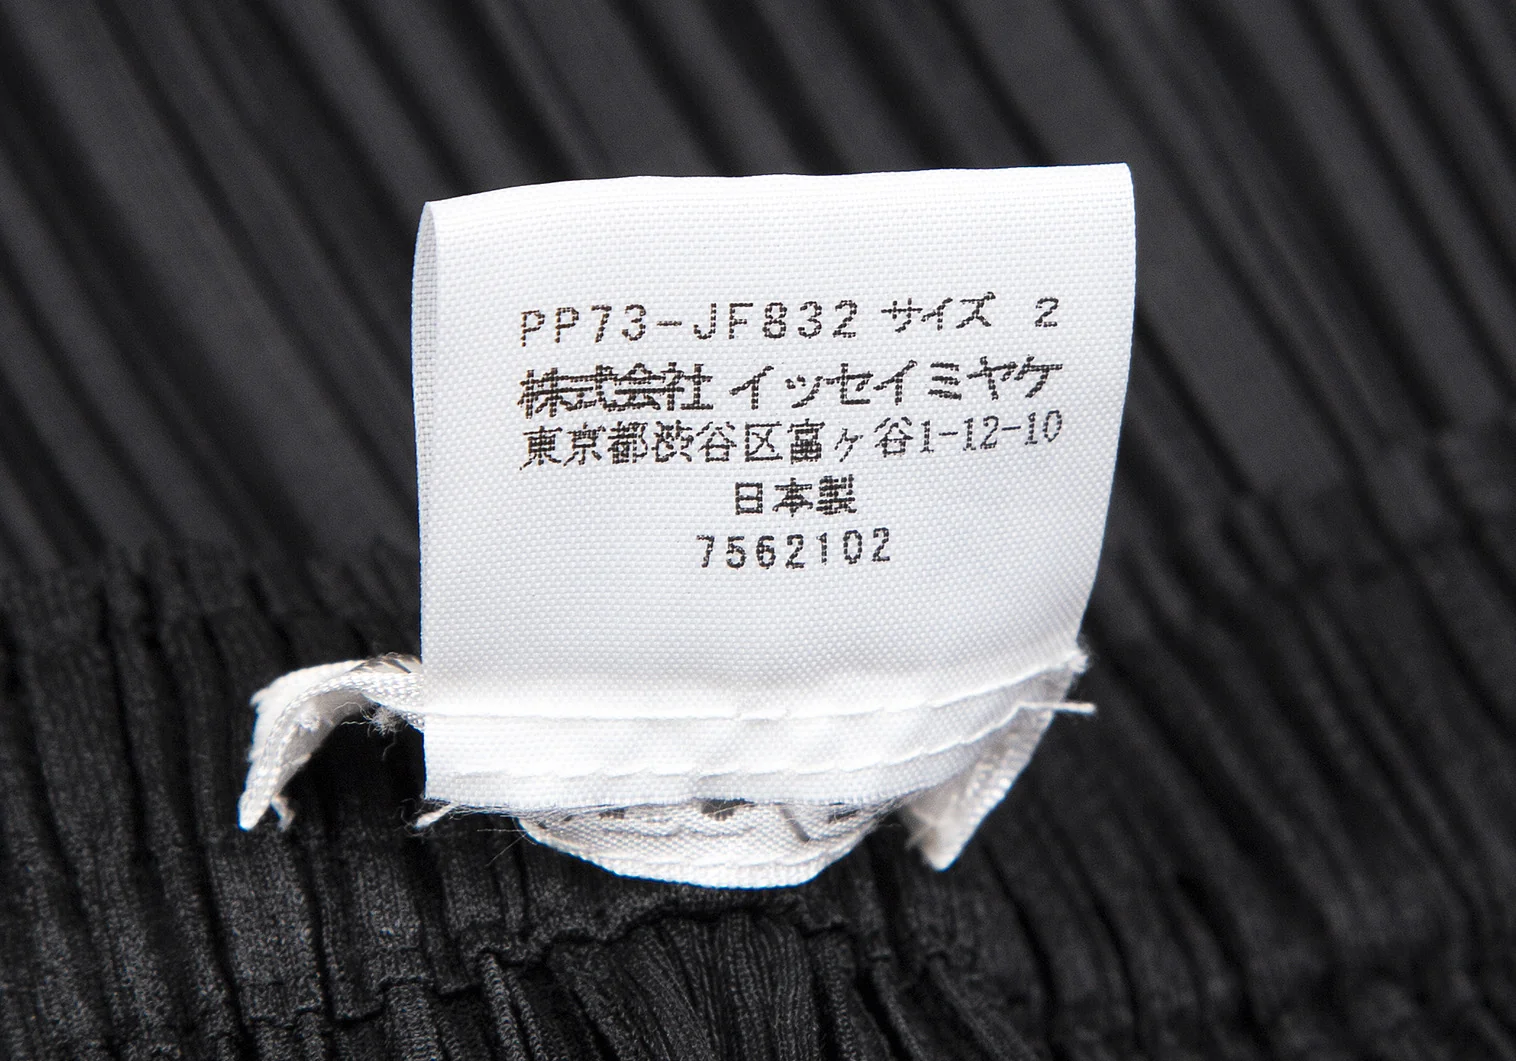 PP73-JF832 サイズ 2
株式会社 イッセイミヤケ
東京都渋谷区富ヶ谷1-12-10
日本製
7562102